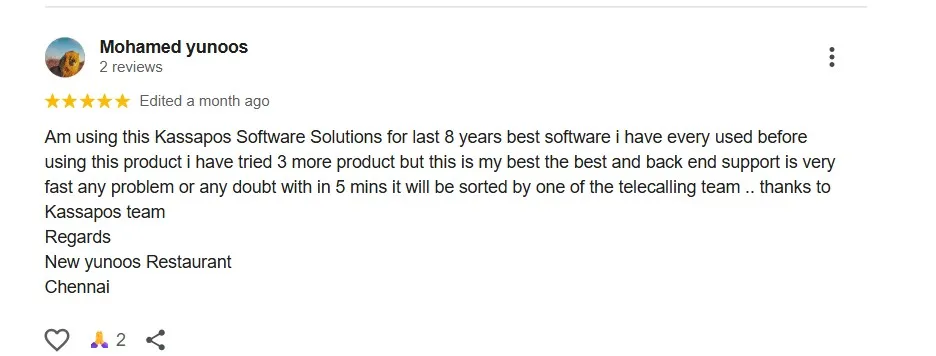 Mohamed yunoos
2 reviews
Edited a month ago
Am using this Kassapos Software Solutions for last 8 years best software i have every used before
using this product i have tried 3 more product but this is my best the best and back end support is very
fast any problem or any doubt with in 5 mins it will be sorted by one of the telecalling team .. thanks to
Kassapos team
Regards
New yunoos Restaurant
Chennai
2